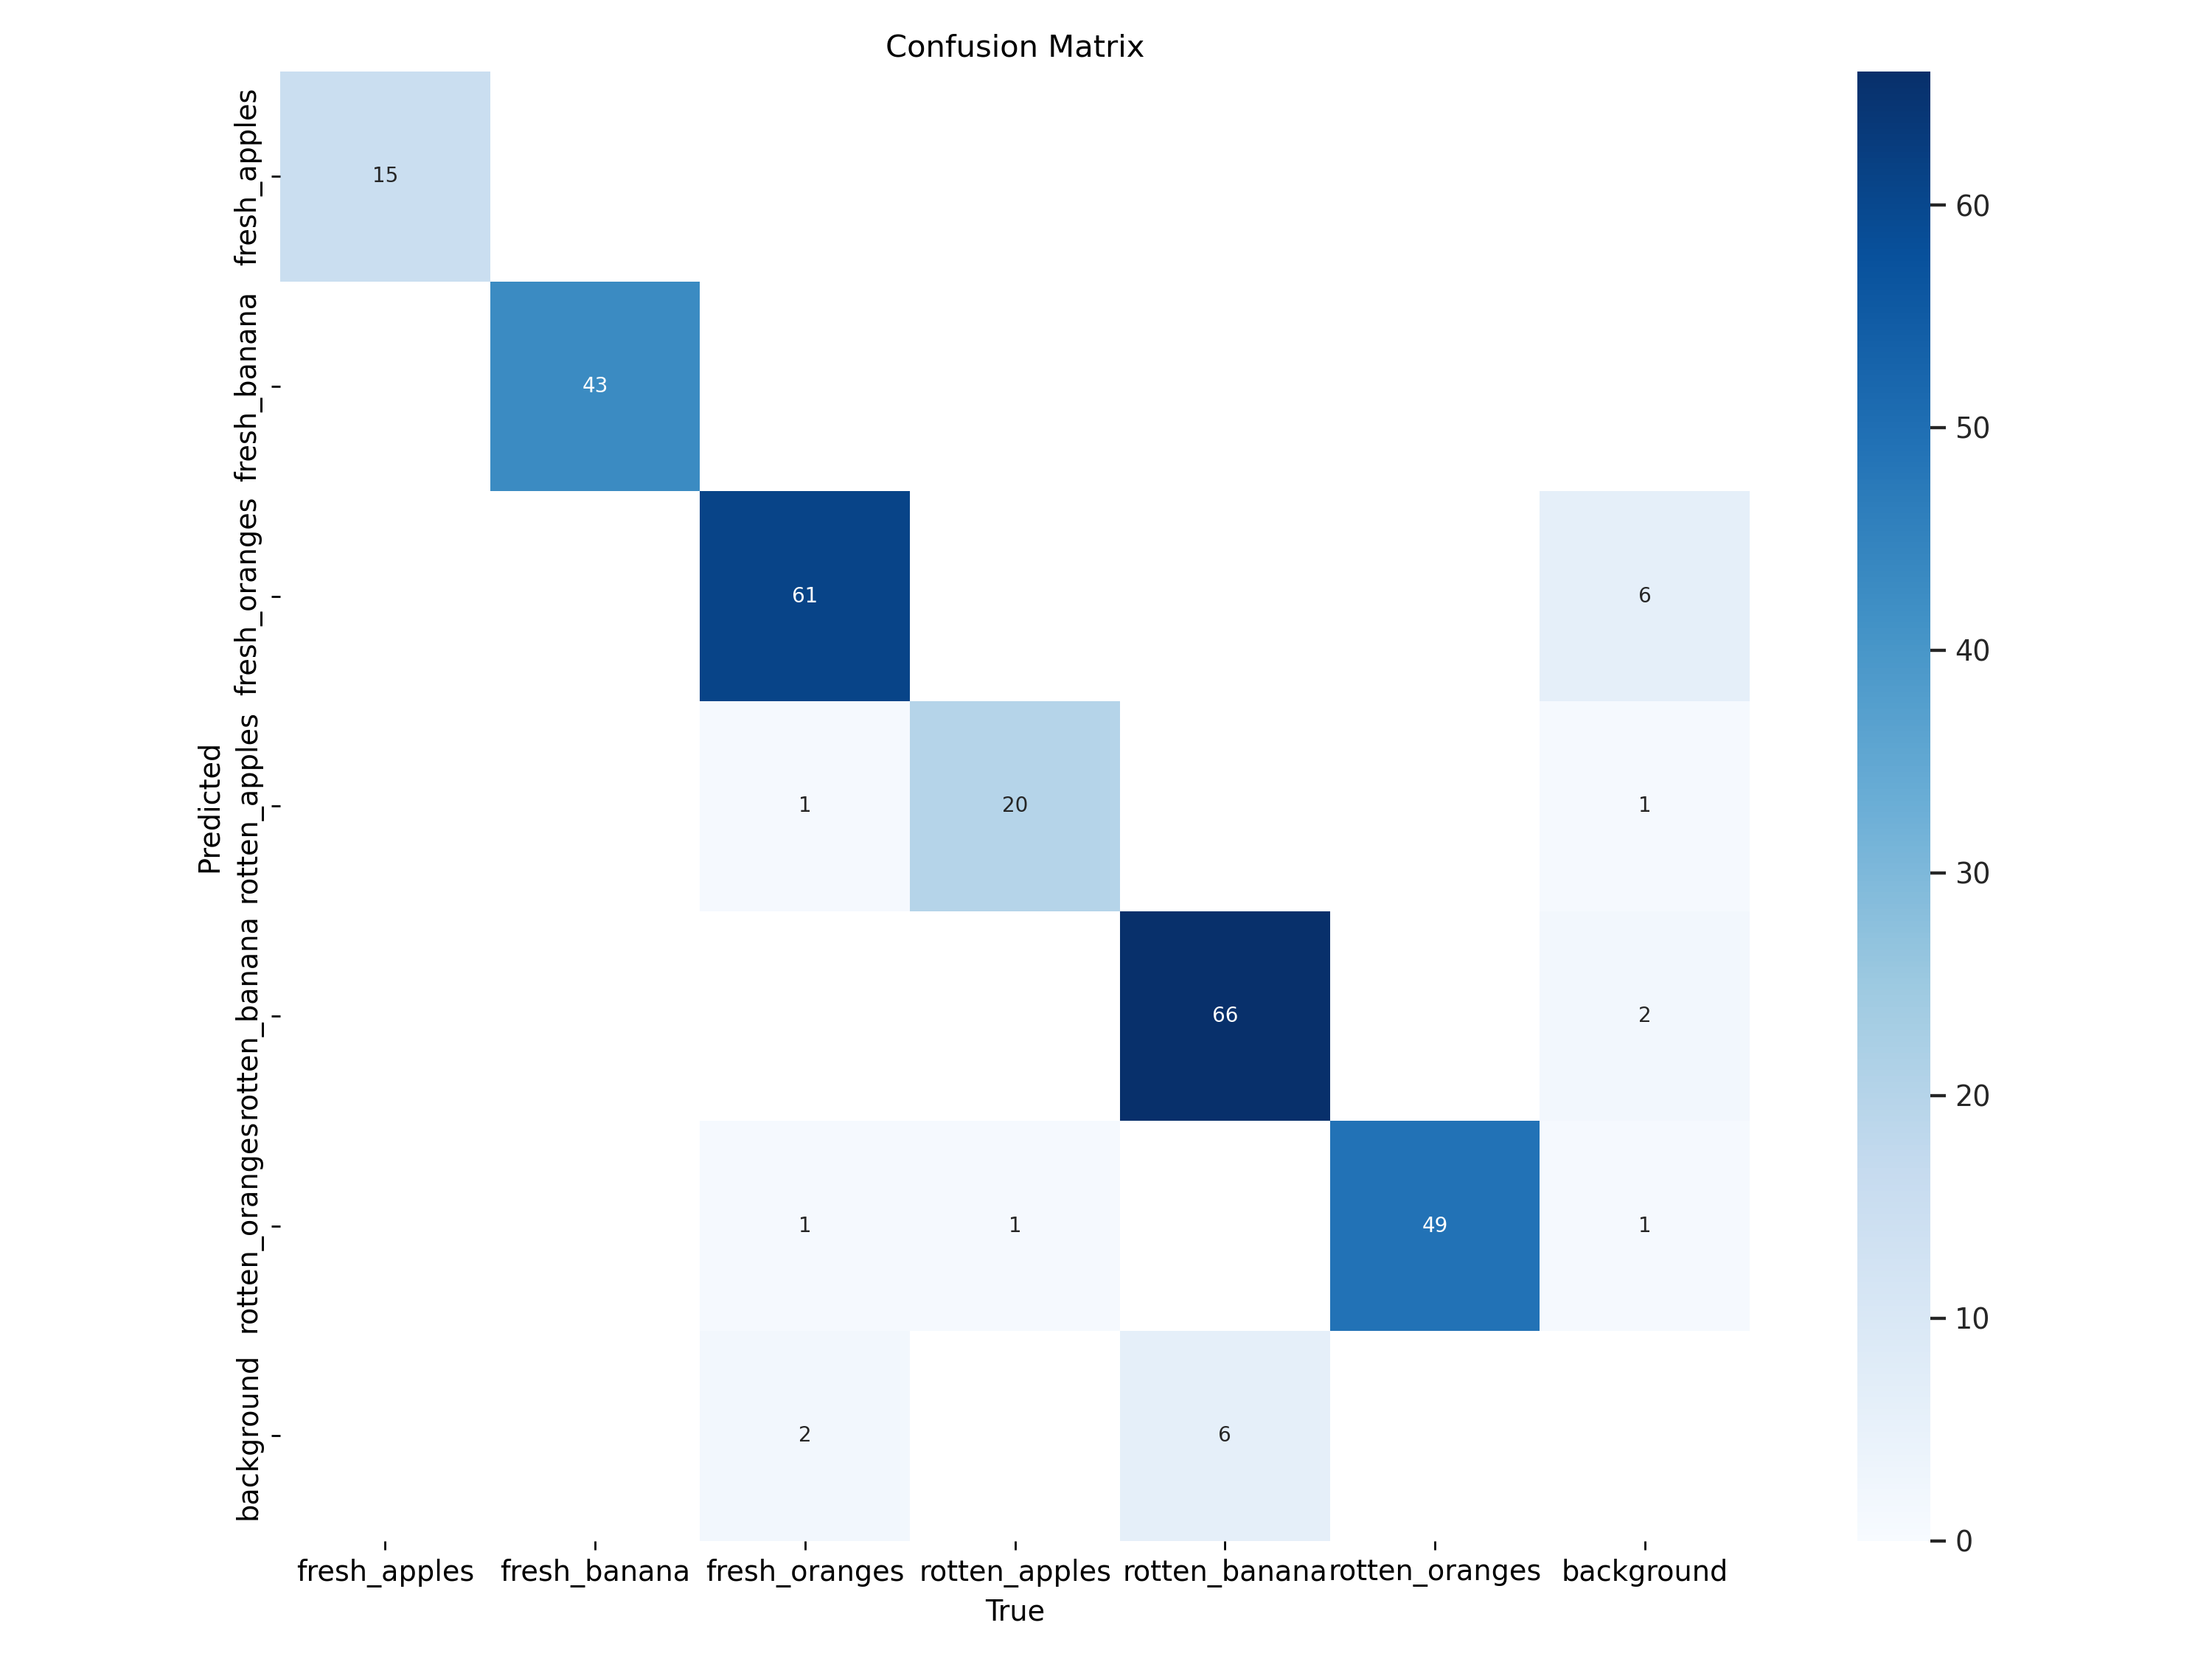 Confusion Matrix
fresh_apples
fresh_banana
fresh_oranges
rotten_apples
rotten_banana
rotten_oranges
background
Predicted
15
43
61
6
1
20
1
66
2
1
1
49
1
2
6
fresh_apples
fresh_banana
fresh_oranges
rotten_apples
rotten_banana
rotten_oranges
background
True
60
50
40
30
20
10
0